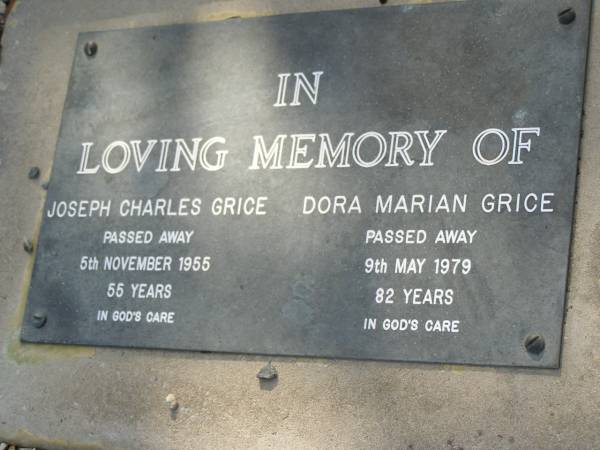 IN
LOVING MEMORY OF
JOSEPH CHARLES GRICE
PASSED AWAY
5th NOVEMBER 1955
55 YEARS
IN GOD'S CARE
DORA MARIAN GRICE
PASSED AWAY
9th MAY 1979
82 YEARS
IN GOD'S CARE